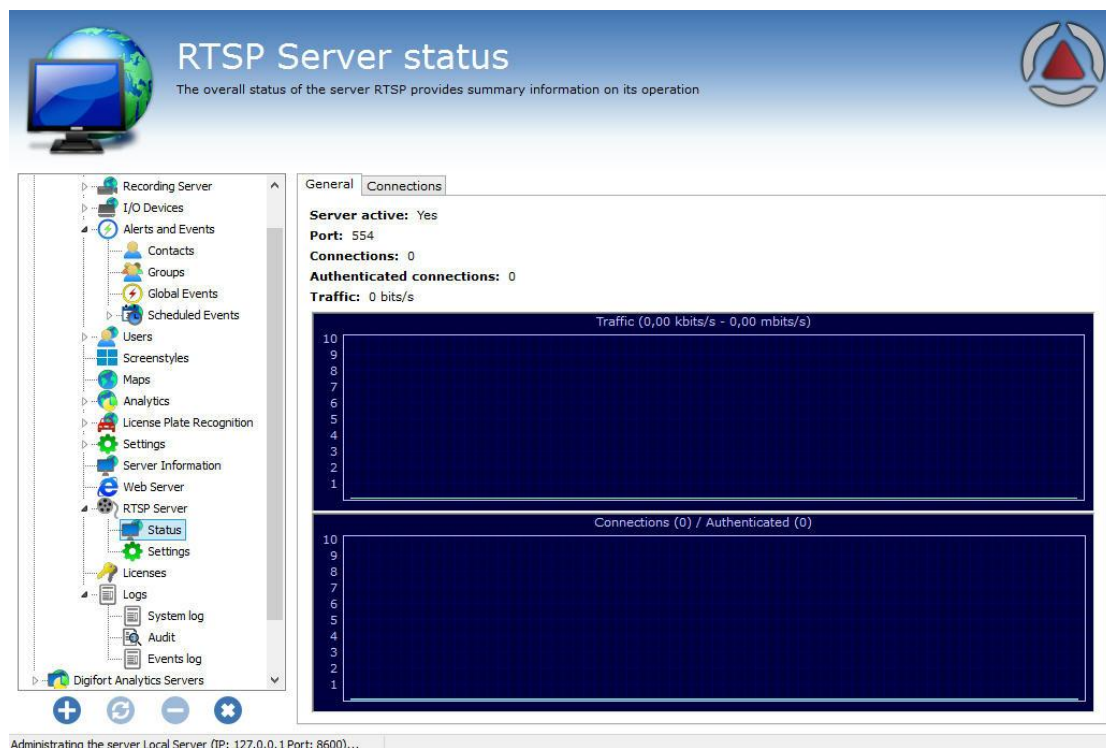 RTSP Server status
The overall status of the server RTSP provides summary information on its operation
Recording Server
I/O Devices
Alerts and Events
Contacts
Groups
Global Events
Scheduled Events
Users
Screenstyles
Maps
Analytics
License Plate Recognition
Settings
Server Information
Web Server
RTSP Server
Status
Settings
Licenses
Logs
System log
Audit
Events log
Digifort Analytics Servers
General Connections
Server active: Yes
Port: 554
Connections: 0
Authenticated connections: 0
Traffic: 0 bits/s
Traffic (0,00 kbits/s - 0,00 mbits/s)
10
9
8
7
6
5
4
3
2
1
Connections (0) / Authenticated (0)
10
9
8
7
6
5
4
3
2
1
Administrating the server Local Server (IP: 127.0.0.1 Port: 8600)...